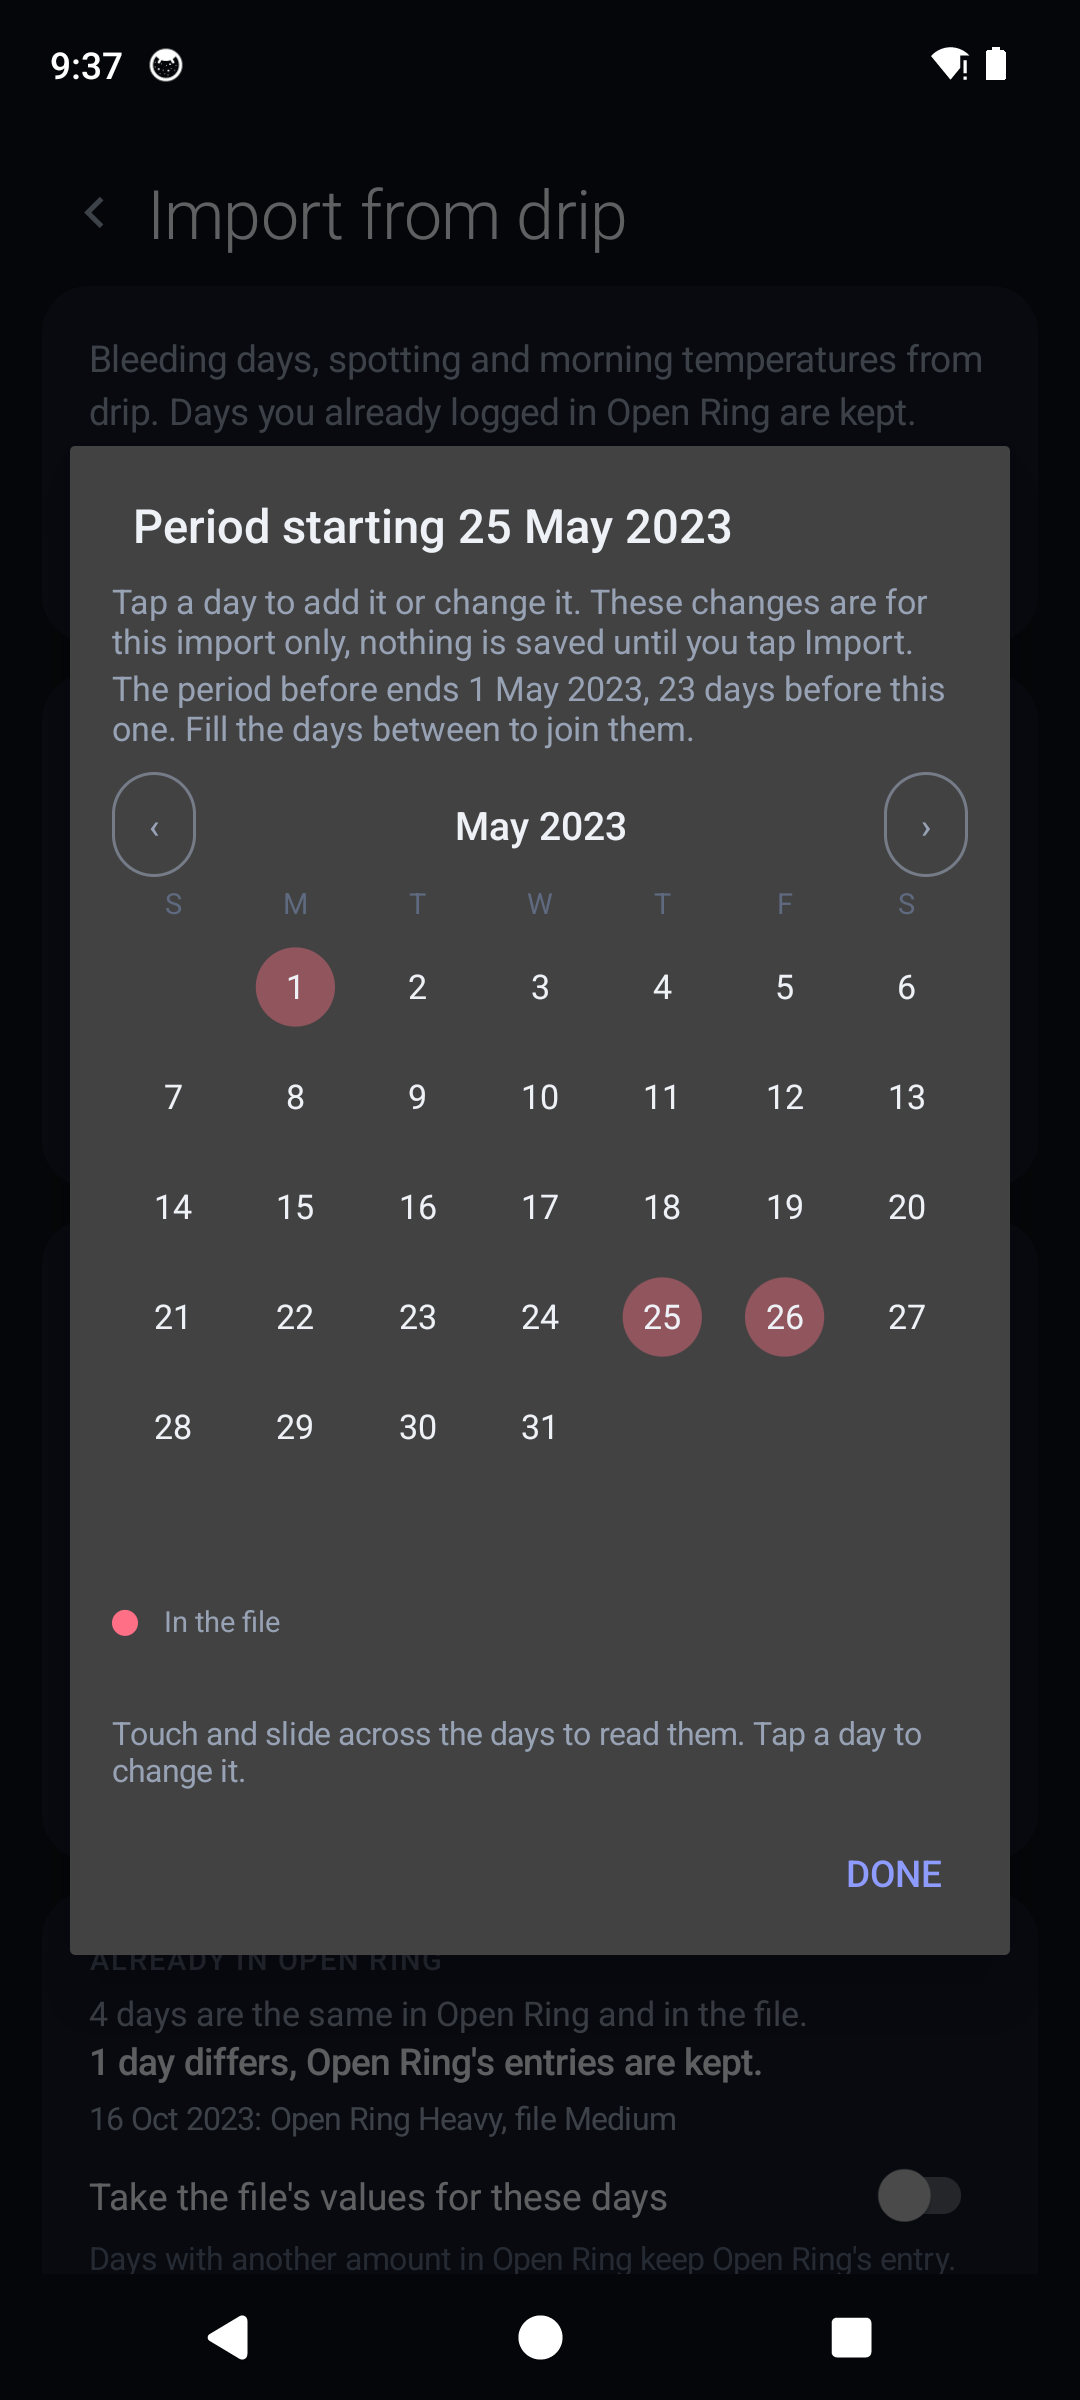 9:37
Import from drip
Bleeding days, spotting and morning temperatures from
drip. Days you already logged in Open Ring are kept.
Period starting 25 May 2023
Tap a day to add it or change it. These changes are for
this import only, nothing is saved until you tap Import.
The period before ends 1 May 2023, 23 days before this
one. Fill the days between to join them.
‹ May 2023 ›
S M T W T F S
1 2 3 4 5 6
7 8 9 10 11 12 13
14 15 16 17 18 19 20
21 22 23 24 25 26 27
28 29 30 31
In the file
Touch and slide across the days to read them. Tap a day to
change it.
DONE
ALREADY IN OPEN RING
4 days are the same in Open Ring and in the file.
1 day differs, Open Ring's entries are kept.
16 Oct 2023: Open Ring Heavy, file Medium
Take the file's values for these days
Days with another amount in Open Ring keep Open Ring's entry.